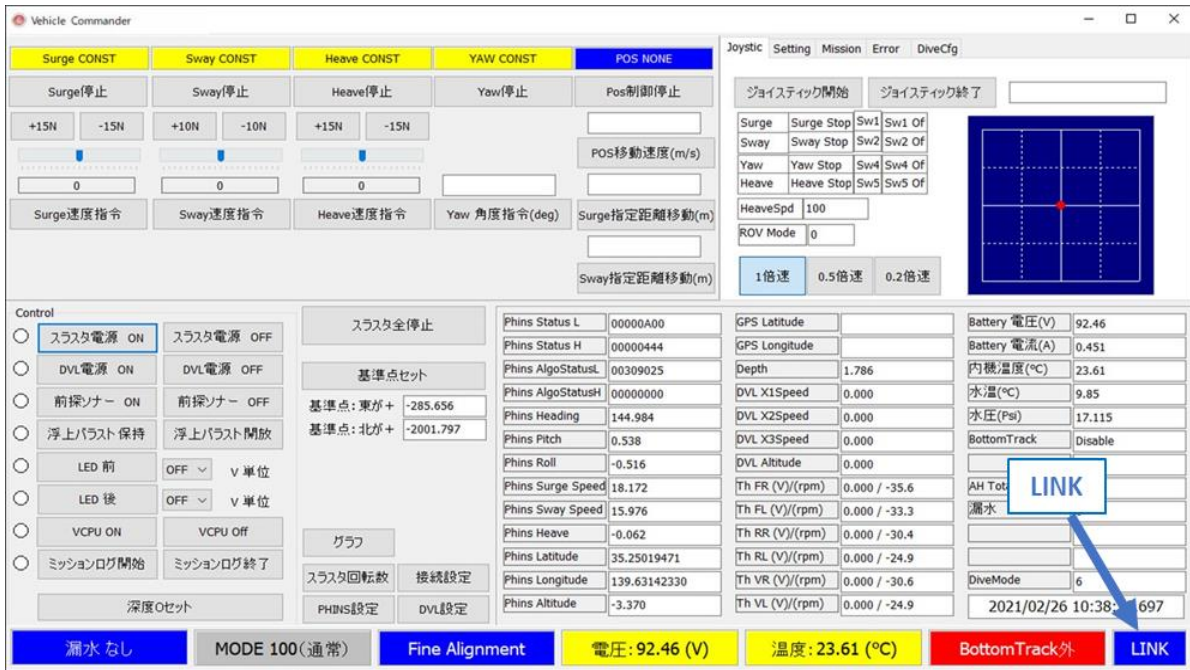 Vehicle Commander
Surge CONST
Sway CONST
Heave CONST
YAW CONST
POS NONE
Surge停止
Sway停止
Heave停止
Yaw停止
Pos制御停止
+15N
-15N
+10N
-10N
+15N
-15N
POS移動速度(m/s)
0
0
0
Surge速度指令
Sway速度指令
Heave速度指令
Yaw 角度指令(deg)
Surge指定距離移動(m)
Sway指定距離移動(m)
Joystic
Setting
Mission
Error
DiveCfg
ジョイスティック開始
ジョイスティック終了
Surge
Surge Stop
Sw1
Sw1 Of
Sway
Sway Stop
Sw2
Sw2 Of
Yaw
Yaw Stop
Sw4
Sw4 Of
Heave
Heave Stop
Sw5
Sw5 Of
HeaveSpd
100
ROV Mode
0
1倍速
0.5倍速
0.2倍速
Control
スラスタ電源 ON
スラスタ電源 OFF
DVL電源 ON
DVL電源 OFF
前探ソナー ON
前探ソナー OFF
浮上バラスト保持
浮上バラスト開放
LED 前
OFF
V 単位
LED 後
OFF
V 単位
VCPU ON
VCPU Off
ミッションログ開始
ミッションログ終了
深度0セット
スラスタ全停止
基準点セット
基準点:東が+
-285.656
基準点:北が+
-2001.797
グラフ
スラスタ回転数
接続設定
PHINS設定
DVL設定
Phins Status L
00000A00
Phins Status H
00000444
Phins AlgoStatusL
00309025
Phins AlgoStatusH
00000000
Phins Heading
144.984
Phins Pitch
0.538
Phins Roll
-0.516
Phins Surge Speed
18.172
Phins Sway Speed
15.976
Phins Heave
-0.062
Phins Latitude
35.25019471
Phins Longitude
139.63142330
Phins Altitude
-3.370
GPS Latitude
GPS Longitude
Depth
1.786
DVL X1Speed
0.000
DVL X2Speed
0.000
DVL X3Speed
0.000
DVL Altitude
0.000
Th FR (V)/(rpm)
0.000 / -35.6
Th FL (V)/(rpm)
0.000 / -33.3
Th RR (V)/(rpm)
0.000 / -30.4
Th RL (V)/(rpm)
0.000 / -24.9
Th VR (V)/(rpm)
0.000 / -30.6
Th VL (V)/(rpm)
0.000 / -24.9
Battery 電圧(V)
92.46
Battery 電流(A)
0.451
内機温度(℃)
23.61
水温(℃)
9.85
水圧(Psi)
17.115
BottomTrack
Disable
AH
漏水
DiveMode
6
2021/02/26 10:38:
697
LINK
漏水 なし
MODE 100(通常)
Fine Alignment
電圧: 92.46 (V)
温度: 23.61 (℃)
BottomTrack外
LINK